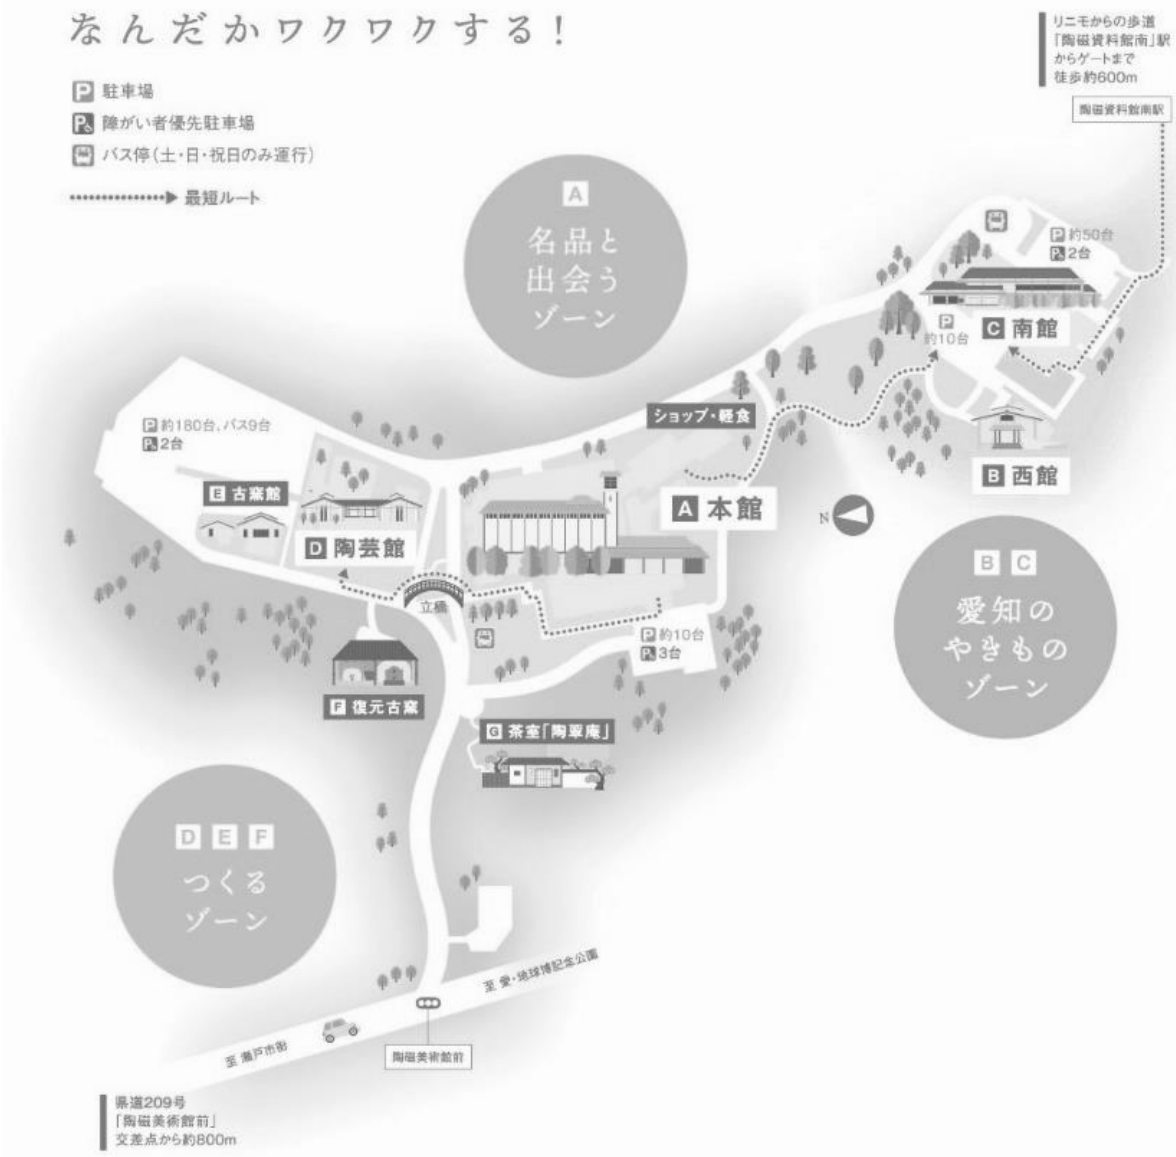 なんだかワクワクする!
P 駐車場
P 障がい者優先駐車場
バス停(土・日・祝日のみ運行)
最短ルート
リニモからの歩道
「陶磁資料館南」駅
からゲートまで
徒歩約600m
陶磁資料館南駅
A
名品と
出会う
ゾーン
P 約50台
P 2台
C 南館
P
約10台
ショップ・軽食
B 西館
P 約180台、バス9台
P 2台
E 古窯館
A 本館
N
D 陶芸館
立橋
P 約10台
P 3台
B C
愛知の
やきもの
ゾーン
F 復元古窯
G 茶室「陶翠庵」
D E F
つくる
ゾーン
至 愛・地球博記念公園
至 瀬戸市街
陶磁美術館前
県道209号
「陶磁美術館前」
交差点から約800m